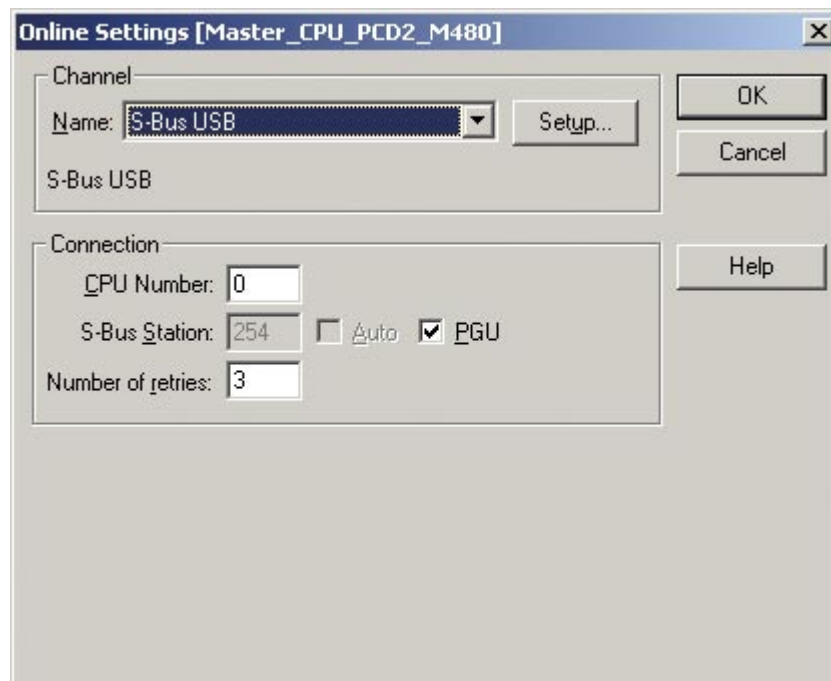 Online Settings [Master_CPU_PCD2_M480]
Channel
Name: S-Bus USB Setup...
S-Bus USB
OK
Cancel
Connection
CPU Number: 0
S-Bus Station: 254 Auto PGU
Number of retries: 3
Help